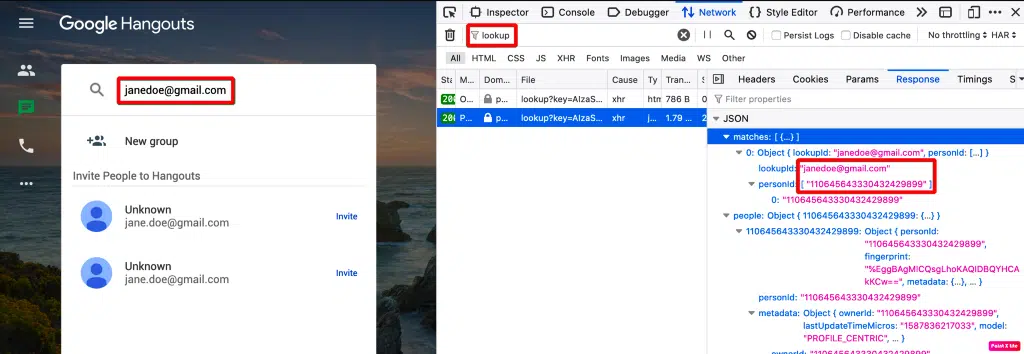 Google Hangouts
janedoe@gmail.com
New group
Invite People to Hangouts
Unknown
jane.doe@gmail.com
Invite
Unknown
jane.doe@gmail.com
Invite
Inspector Console Debugger Network Style Editor Performance
lookup
Persist Logs Disable cache No throttling HAR
All HTML CSS JS XHR Fonts Images Media WS Other
Sta M... Dom... File Cause Ty Tran... S
200 O... p... lookup?key=AIzaS... xhr htm 786 B 0
200 P... p... lookup?key=AIzaS... xhr j... 1.79 ... 2
Headers Cookies Params Response Timings S
Filter properties
JSON
matches: [ {…} ]
0: Object { lookupId: "janedoe@gmail.com", personId: […] }
lookupId: "janedoe@gmail.com"
personId: [ "110645643330432429899" ]
0: "110645643330432429899"
people: Object { 110645643330432429899: {…} }
110645643330432429899: Object { personId:
"110645643330432429899",
fingerprint:
"%EggBAgMICQsgLhoKAQIDBQYHCA
kKCw==", metadata: {…}, … }
personId: "110645643330432429899"
metadata: Object { ownerId: "110645643330432429899",
lastUpdateTimeMicros: "1587836217033", model:
"PROFILE_CENTRIC", … }
ownerId: "110645643330432429899"